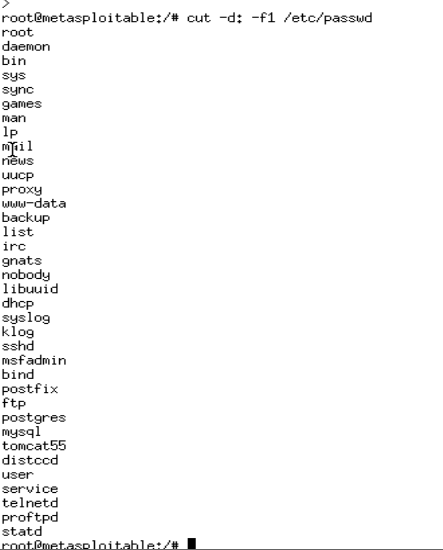 >
root@metasploitable:/# cut -d: -f1 /etc/passwd
root
daemon
bin
sys
sync
games
man
lp
mail
news
uucp
proxy
www-data
backup
list
irc
gnats
nobody
libuuid
dhcp
syslog
klog
sshd
msfadmin
bind
postfix
ftp
postgres
mysql
tomcat55
distccd
user
service
telnetd
proftpd
statd
root@metasploitable:/#